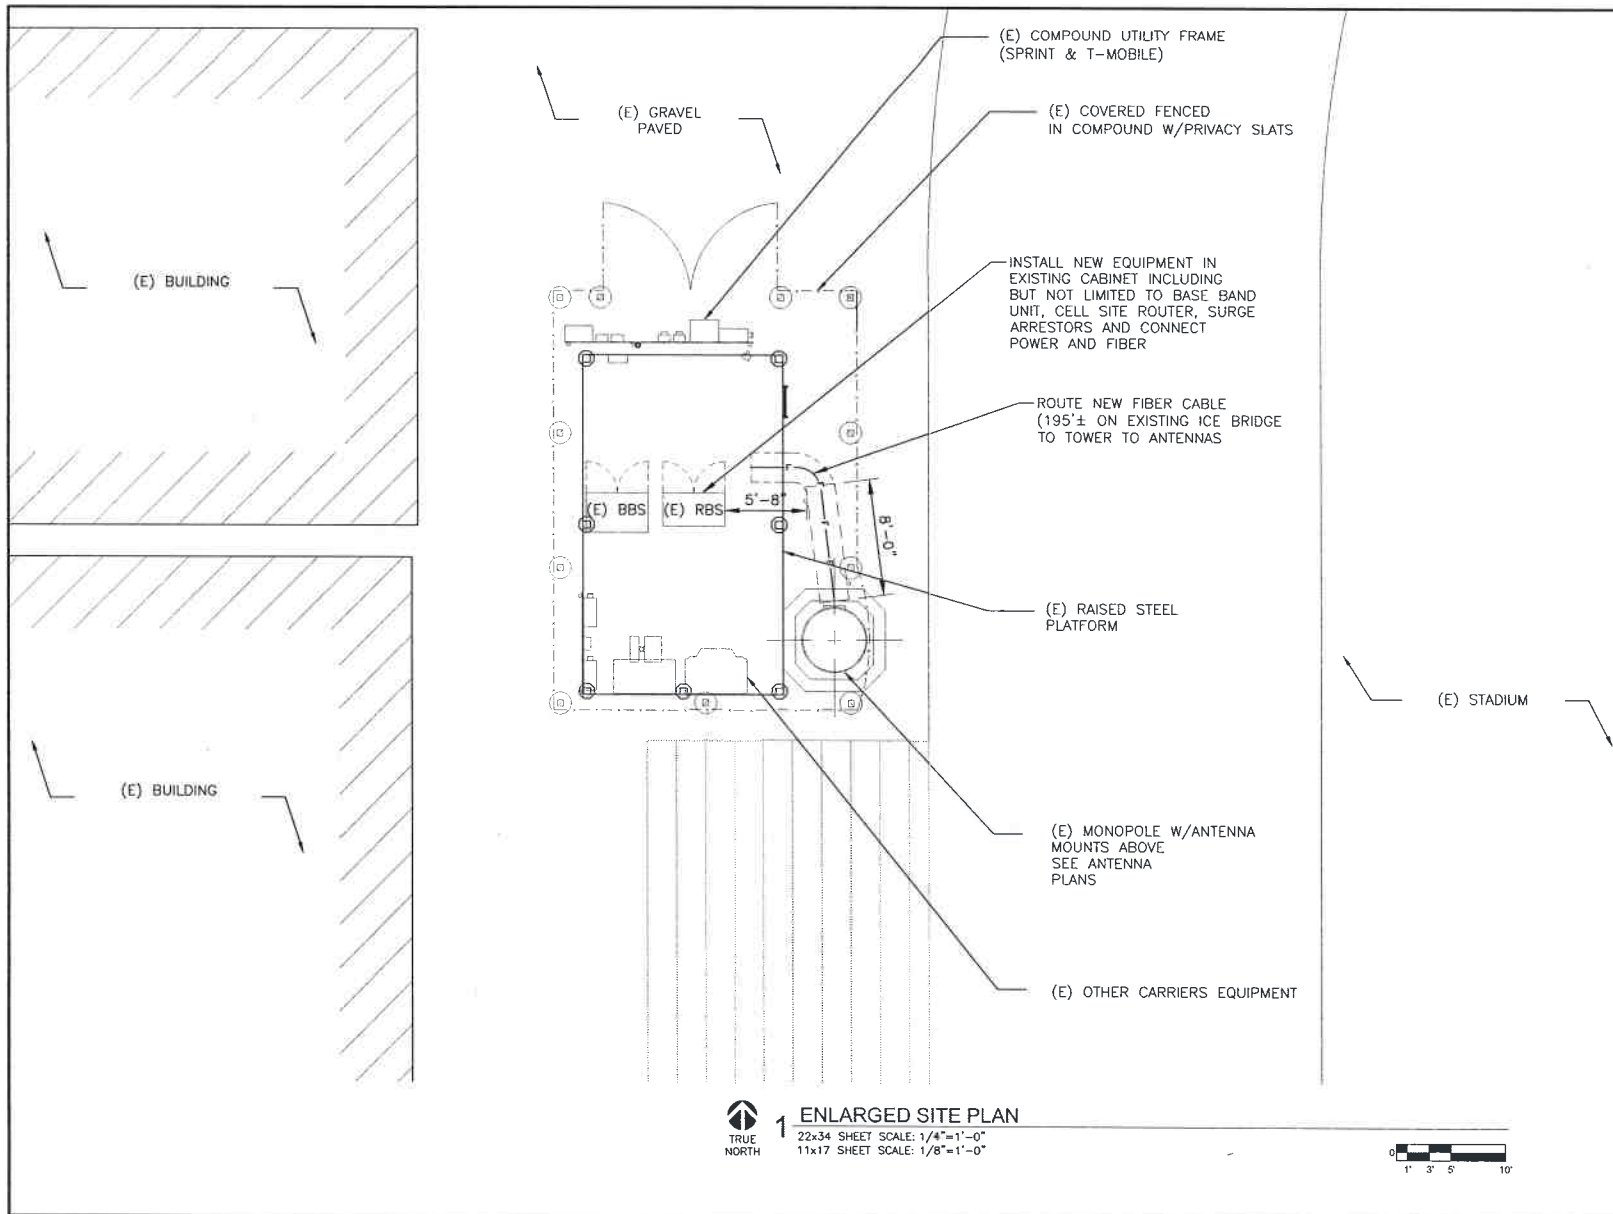 (E) COMPOUND UTILITY FRAME
(SPRINT & T-MOBILE)
(E) GRAVEL
PAVED
(E) COVERED FENCED
IN COMPOUND W/PRIVACY SLATS
(E) BUILDING
INSTALL NEW EQUIPMENT IN
EXISTING CABINET INCLUDING
BUT NOT LIMITED TO BASE BAND
UNIT, CELL SITE ROUTER, SURGE
ARRESTORS AND CONNECT
POWER AND FIBER
ROUTE NEW FIBER CABLE
(195'± ON EXISTING ICE BRIDGE
TO TOWER TO ANTENNAS
5'-8"
(E) BBS
(E) RBS
8'-0"
(E) RAISED STEEL
PLATFORM
(E) STADIUM
(E) BUILDING
(E) MONOPOLE W/ANTENNA
MOUNTS ABOVE
SEE ANTENNA
PLANS
(E) OTHER CARRIERS EQUIPMENT
TRUE
NORTH
1 ENLARGED SITE PLAN
22x34 SHEET SCALE: 1/4"=1'-0"
11x17 SHEET SCALE: 1/8"=1'-0"
0
1' 3' 5' 10'